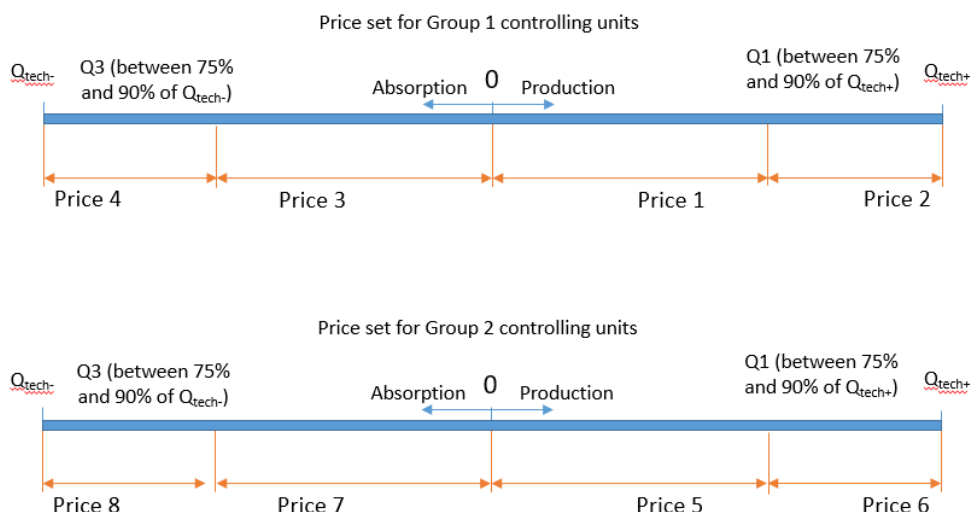 Price set for Group 1 controlling units
Qtech-
Q3 (between 75%
and 90% of Qtech-)
Absorption
0
Production
Q1 (between 75%
and 90% of Qtech+)
Qtech+
Price 4
Price 3
Price 1
Price 2
Price set for Group 2 controlling units
Qtech-
Q3 (between 75%
and 90% of Qtech-)
Absorption
0
Production
Q1 (between 75%
and 90% of Qtech+)
Qtech+
Price 8
Price 7
Price 5
Price 6